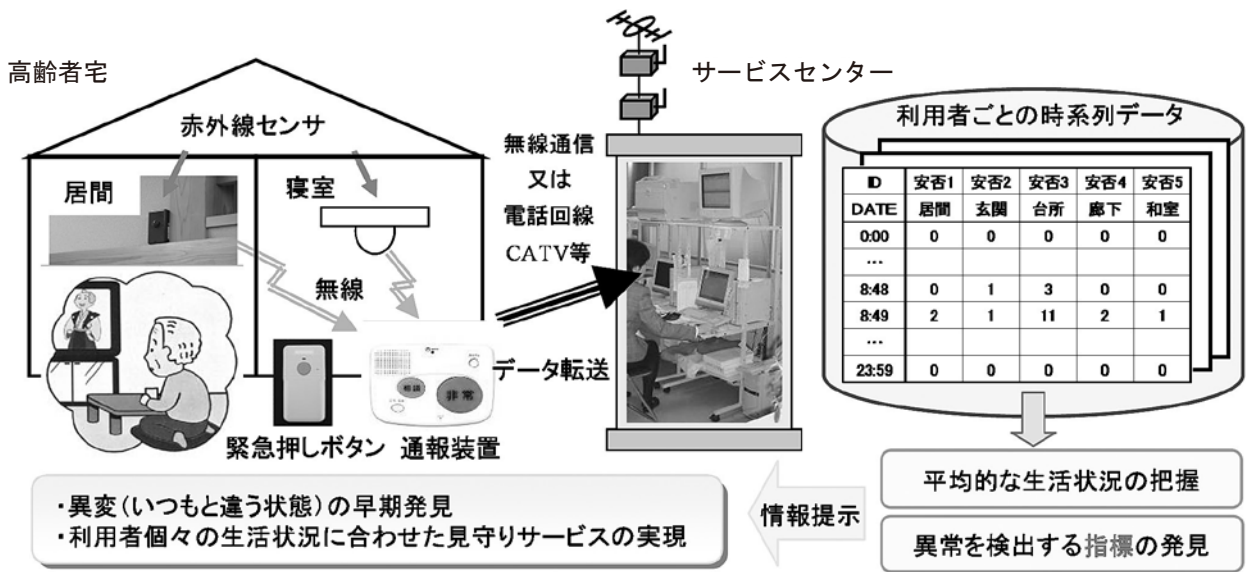 高齢者宅
サービスセンター
赤外線センサ
居間
寝室
無線
無線通信
又は
電話回線
CATV等
データ転送
相談
非常
緊急押しボタン
通報装置
利用者ごとの時系列データ
ID 安否1 安否2 安否3 安否4 安否5
DATE 居間 玄関 台所 廊下 和室
0:00 0 0 0 0 0
…
8:48 0 1 3 0 0
8:49 2 1 11 2 1
…
23:59 0 0 0 0 0
平均的な生活状況の把握
異常を検出する指標の発見
情報提示
・異変(いつもと違う状態)の早期発見
・利用者個々の生活状況に合わせた見守りサービスの実現